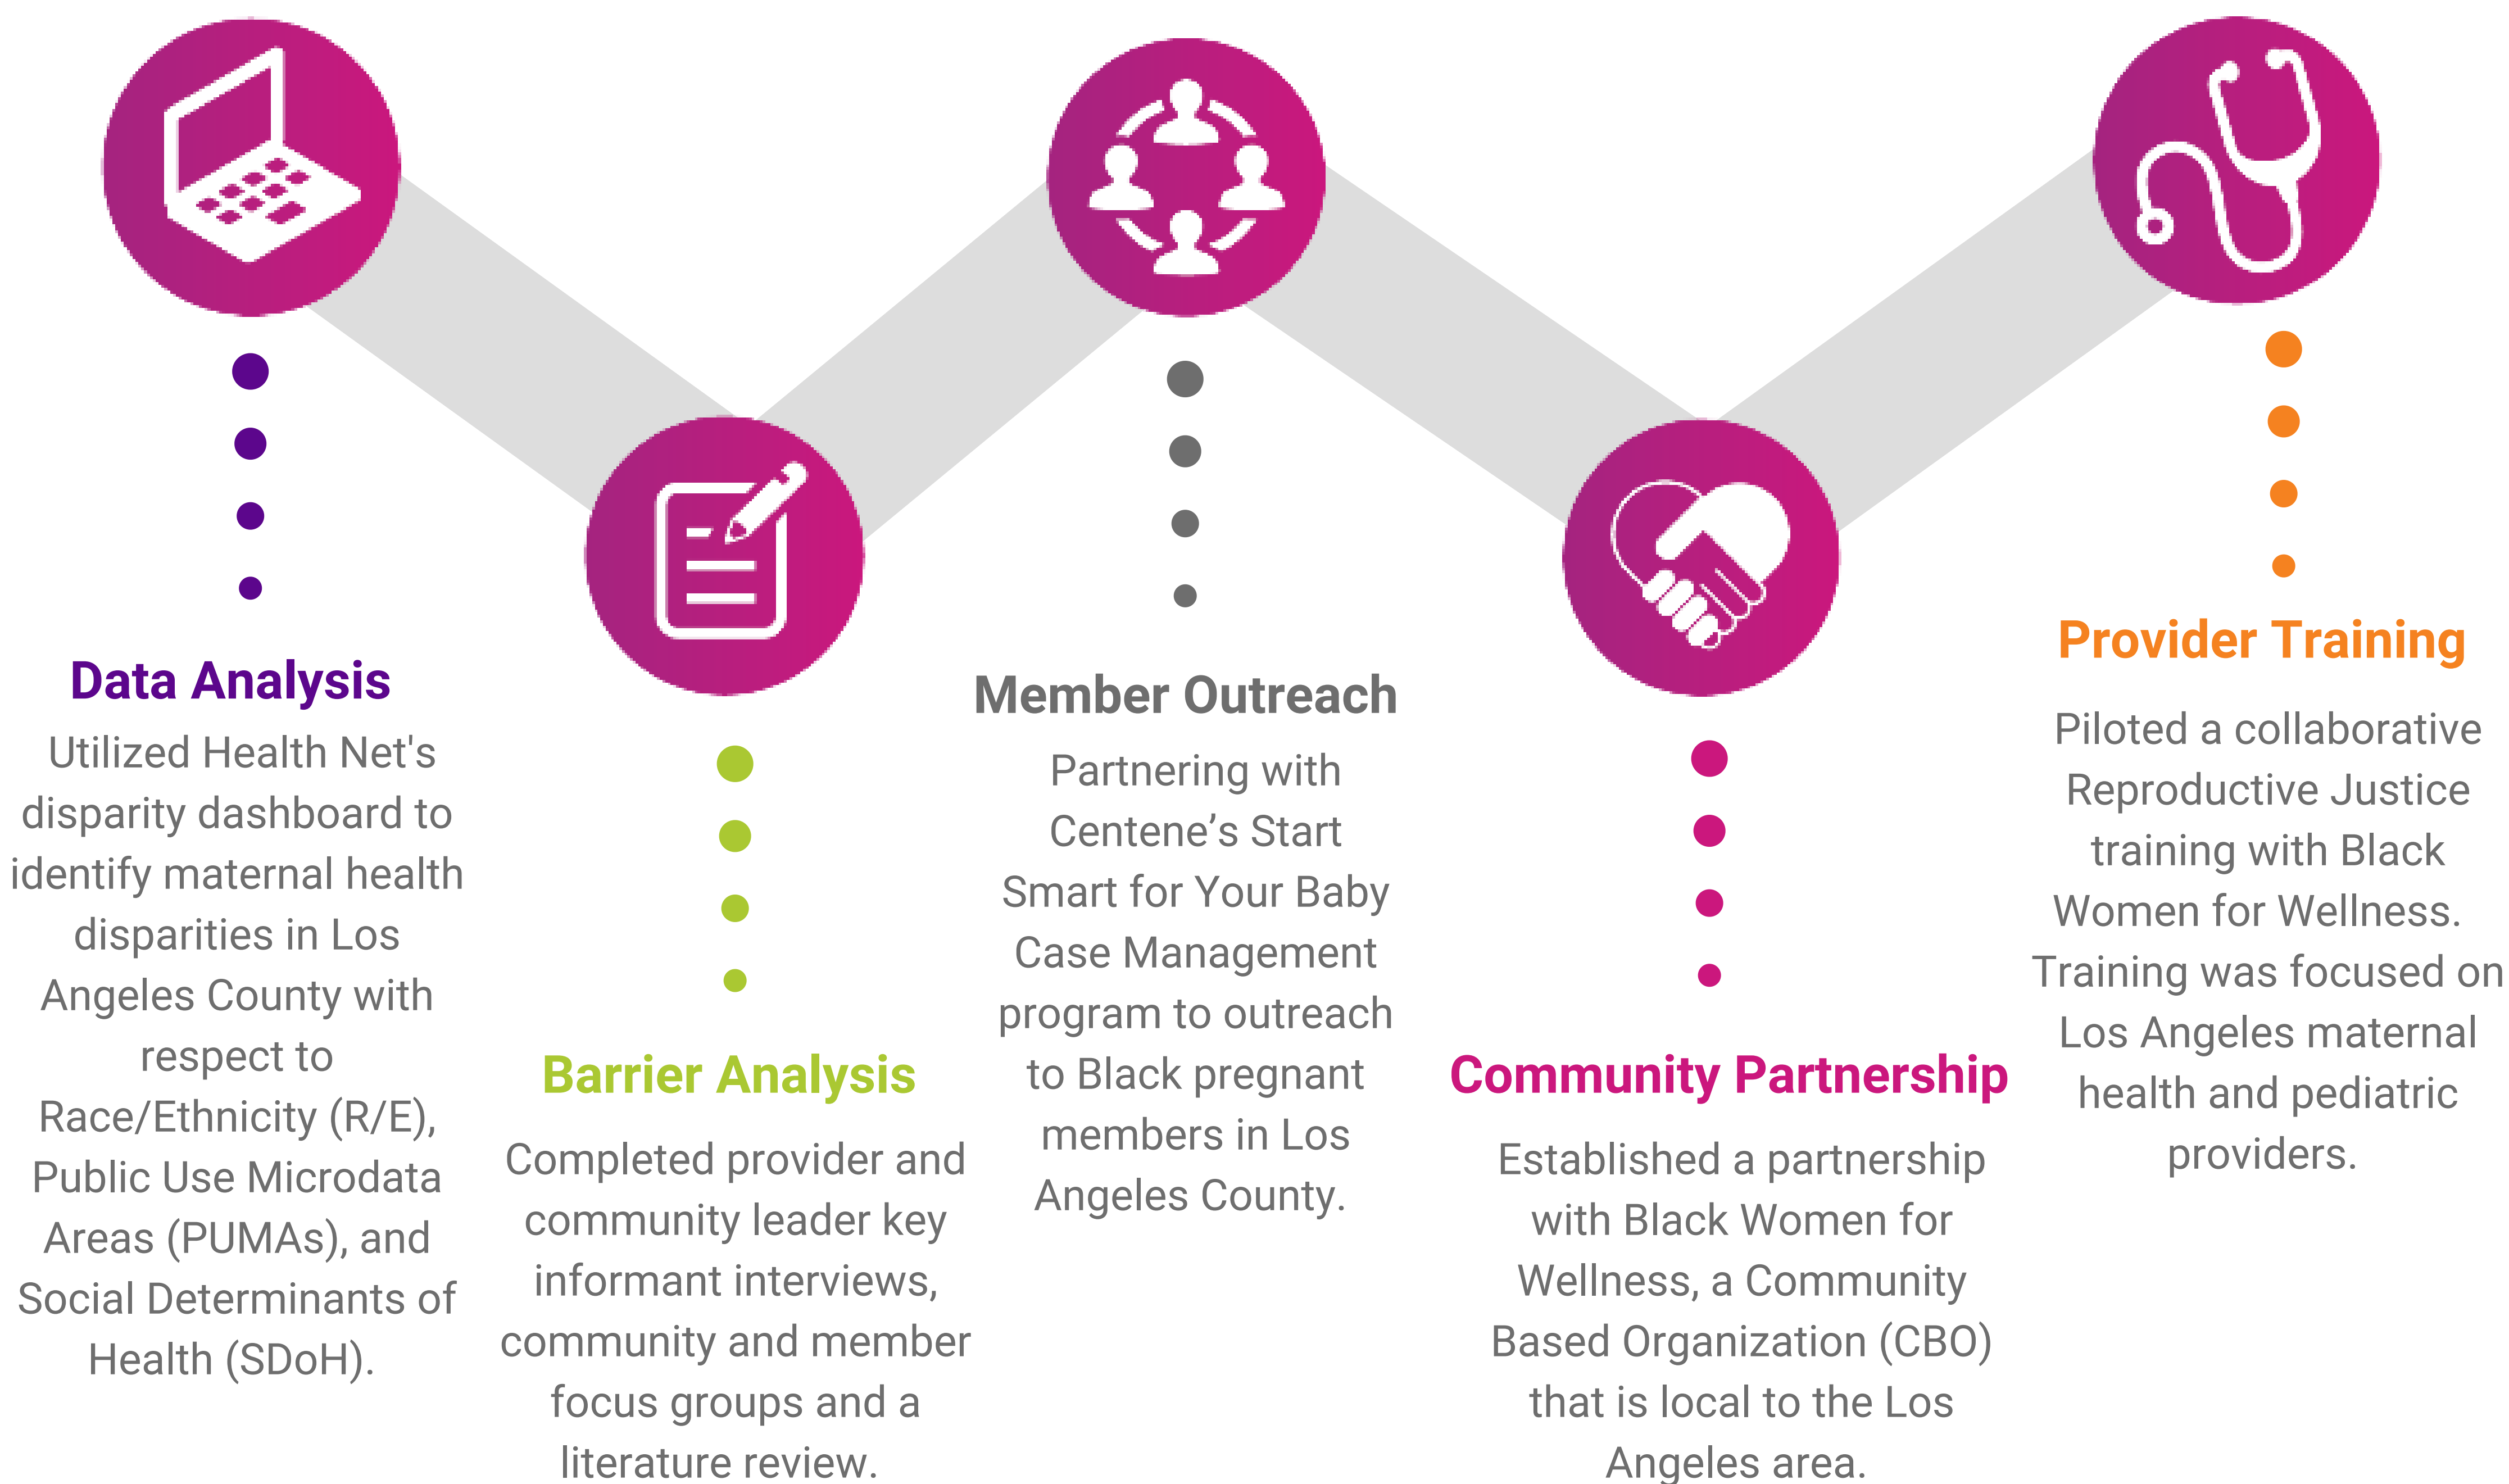 Data Analysis
Utilized Health Net's
disparity dashboard to
identify maternal health
disparities in Los
Angeles County with
respect to
Race/Ethnicity (R/E),
Public Use Microdata
Areas (PUMAs), and
Social Determinants of
Health (SDoH).
Barrier Analysis
Completed provider and
community leader key
informant interviews,
community and member
focus groups and a
literature review.
Member Outreach
Partnering with
Centene’s Start
Smart for Your Baby
Case Management
program to outreach
to Black pregnant
members in Los
Angeles County.
Community Partnership
Established a partnership
with Black Women for
Wellness, a Community
Based Organization (CBO)
that is local to the Los
Angeles area.
Provider Training
Piloted a collaborative
Reproductive Justice
training with Black
Women for Wellness.
Training was focused on
Los Angeles maternal
health and pediatric
providers.